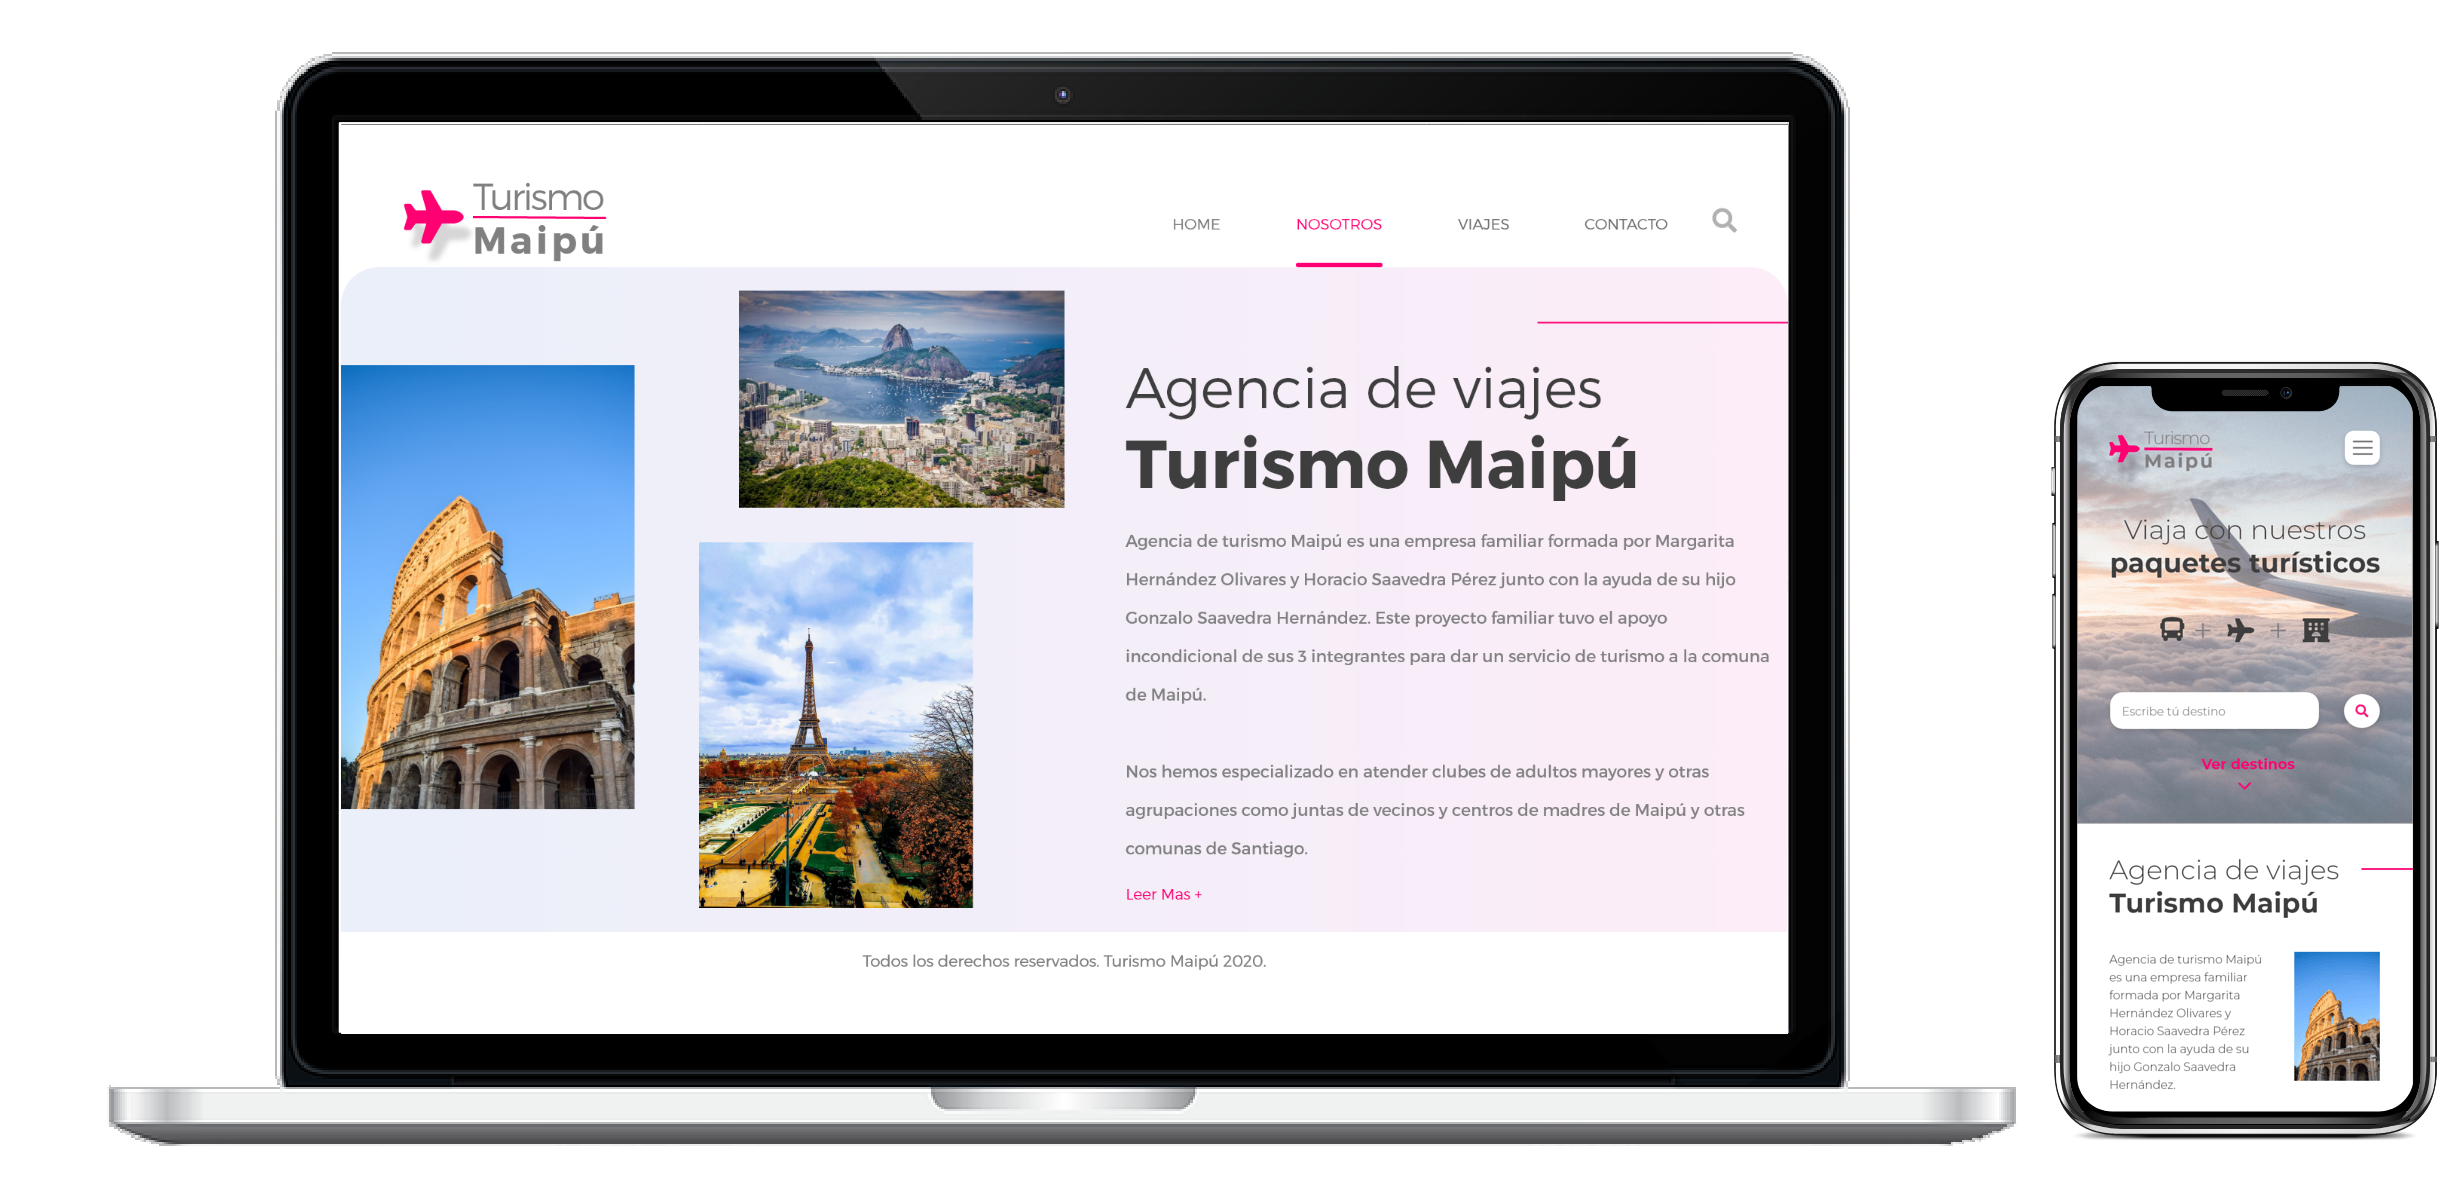 Turismo
Maipú
HOME NOSOTROS VIAJES CONTACTO
Agencia de viajes
Turismo Maipú
Agencia de turismo Maipú es una empresa familiar formada por Margarita
Hernández Olivares y Horacio Saavedra Pérez junto con la ayuda de su hijo
Gonzalo Saavedra Hernández. Este proyecto familiar tuvo el apoyo
incondicional de sus 3 integrantes para dar un servicio de turismo a la comuna
de Maipú.
Nos hemos especializado en atender clubes de adultos mayores y otras
agrupaciones como juntas de vecinos y centros de madres de Maipú y otras
comunas de Santiago.
Leer Mas +
Todos los derechos reservados. Turismo Maipú 2020.
Turismo
Maipú
Viaja con nuestros
paquetes turísticos
+ +
Escribe tú destino
Ver destinos
Agencia de viajes
Turismo Maipú
Agencia de turismo Maipú
es una empresa familiar
formada por Margarita
Hernández Olivares y
Horacio Saavedra Pérez
junto con la ayuda de su
hijo Gonzalo Saavedra
Hernández.